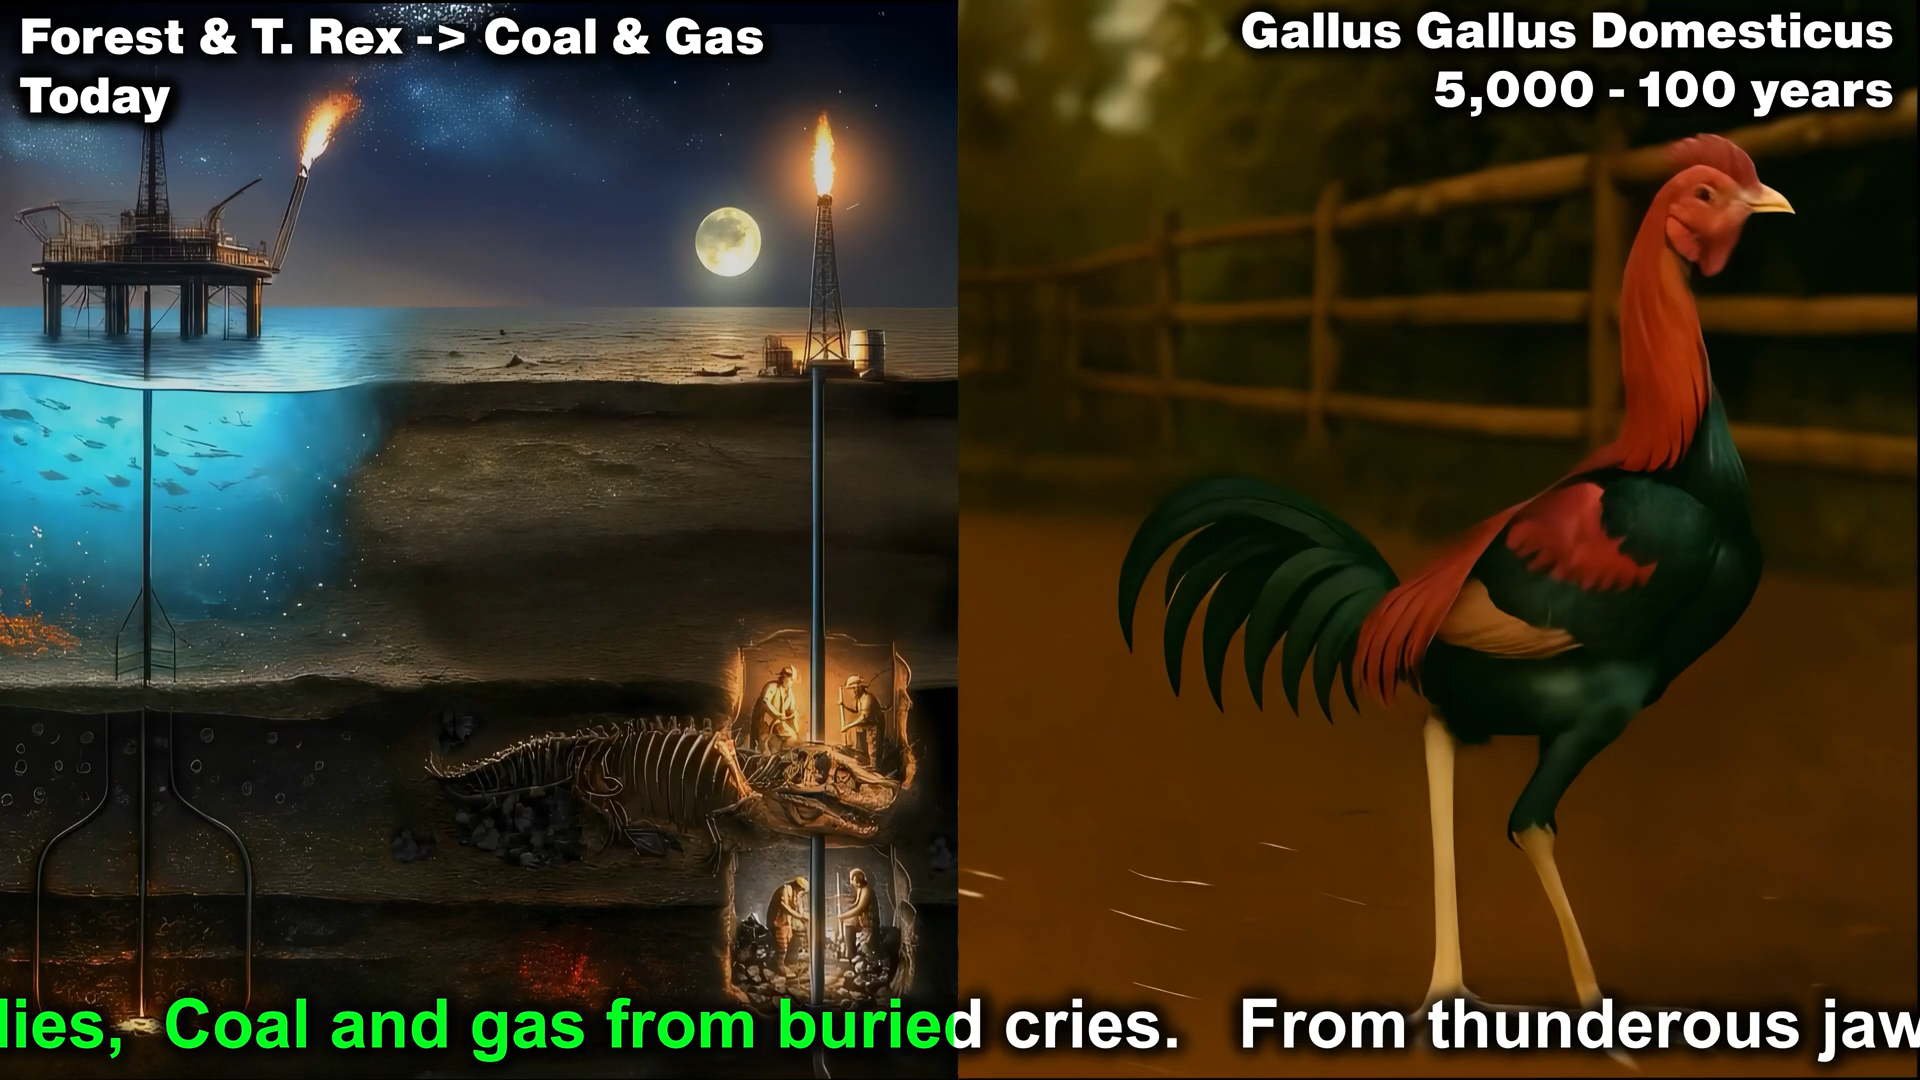 Forest & T. Rex -> Coal & Gas
Today
Gallus Gallus Domesticus
5,000 - 100 years
lies, Coal and gas from buried cries. From thunderous jaw